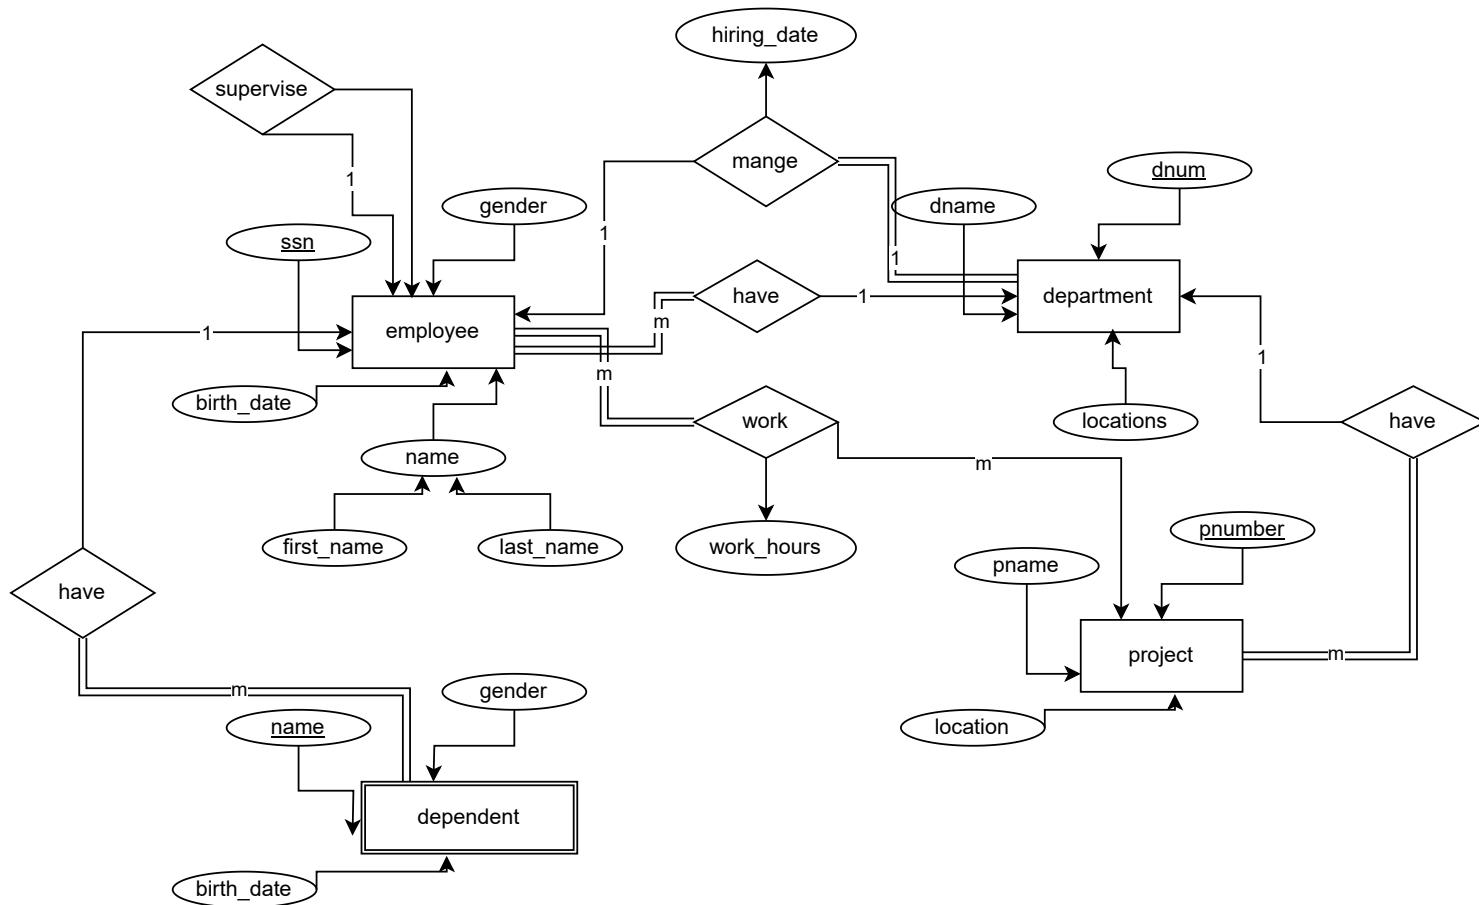 hiring_date
supervise
mange
dnum
1
gender
dname
ssn
1
1
have
1
department
m
employee
1
m
1
birth_date
locations
work
have
name
m
first_name
last_name
work_hours
pnumber
pname
have
project
m
m
gender
name
location
dependent
birth_date